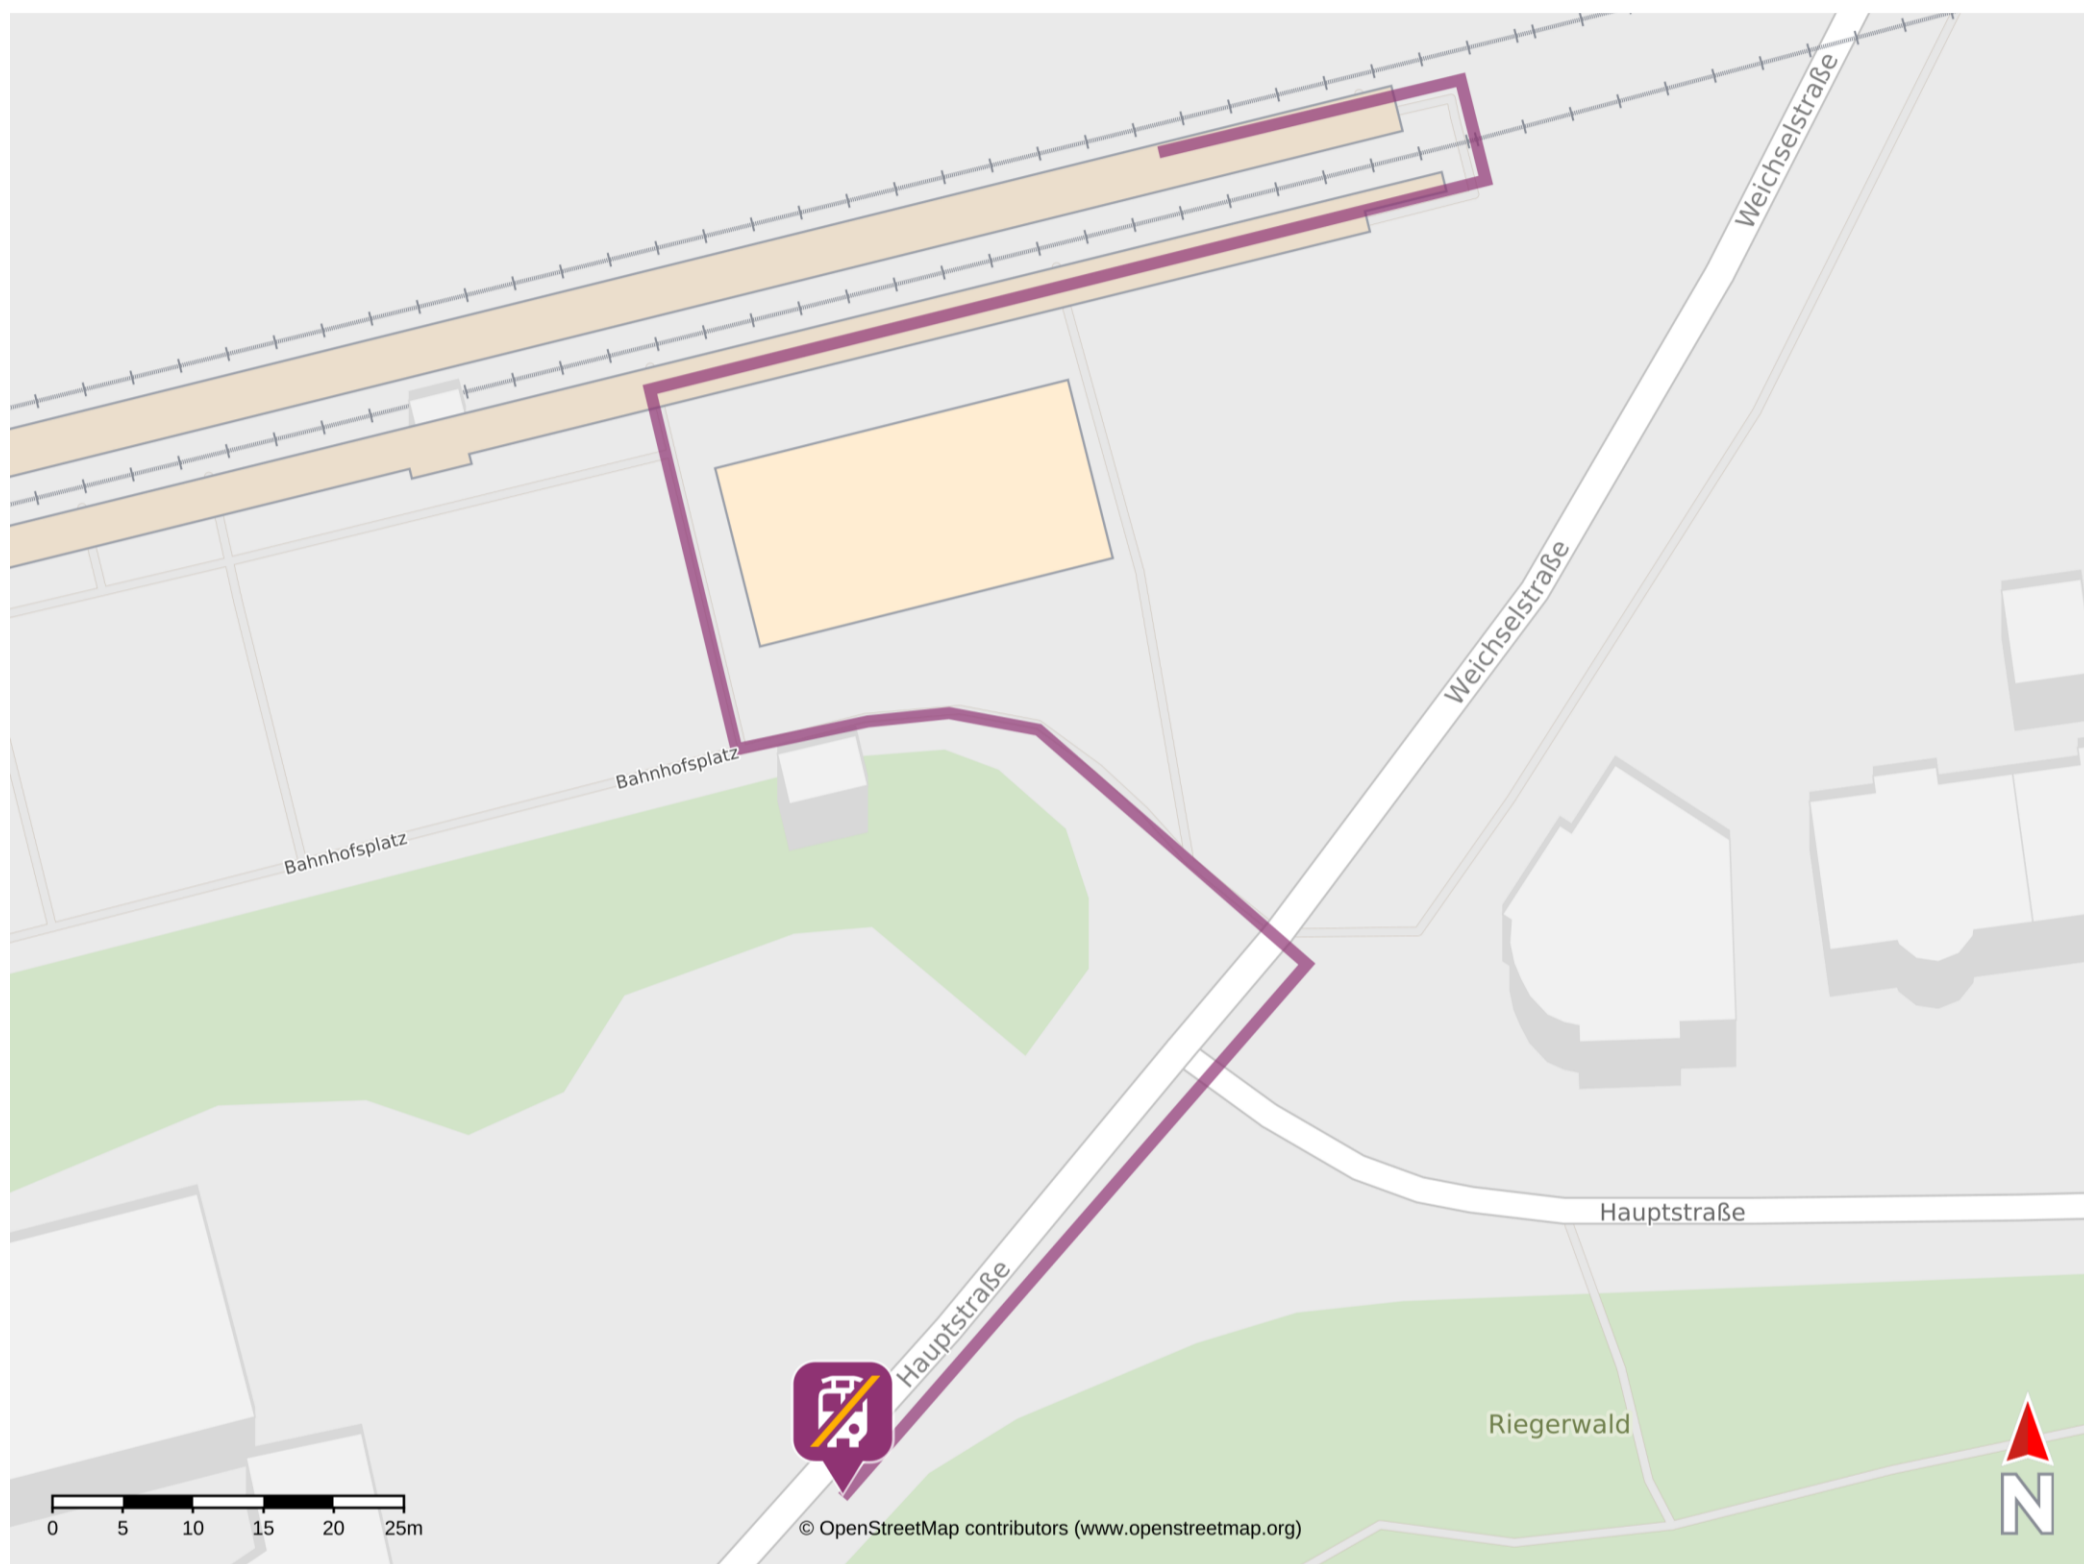 Weichselstraße
Weichselstraße
Bahnhofsplatz
Bahnhofsplatz
Hauptstraße
Hauptstraße
Riegerwald
N
0 5 10 15 20 25m
© OpenStreetMap contributors (www.openstreetmap.org)